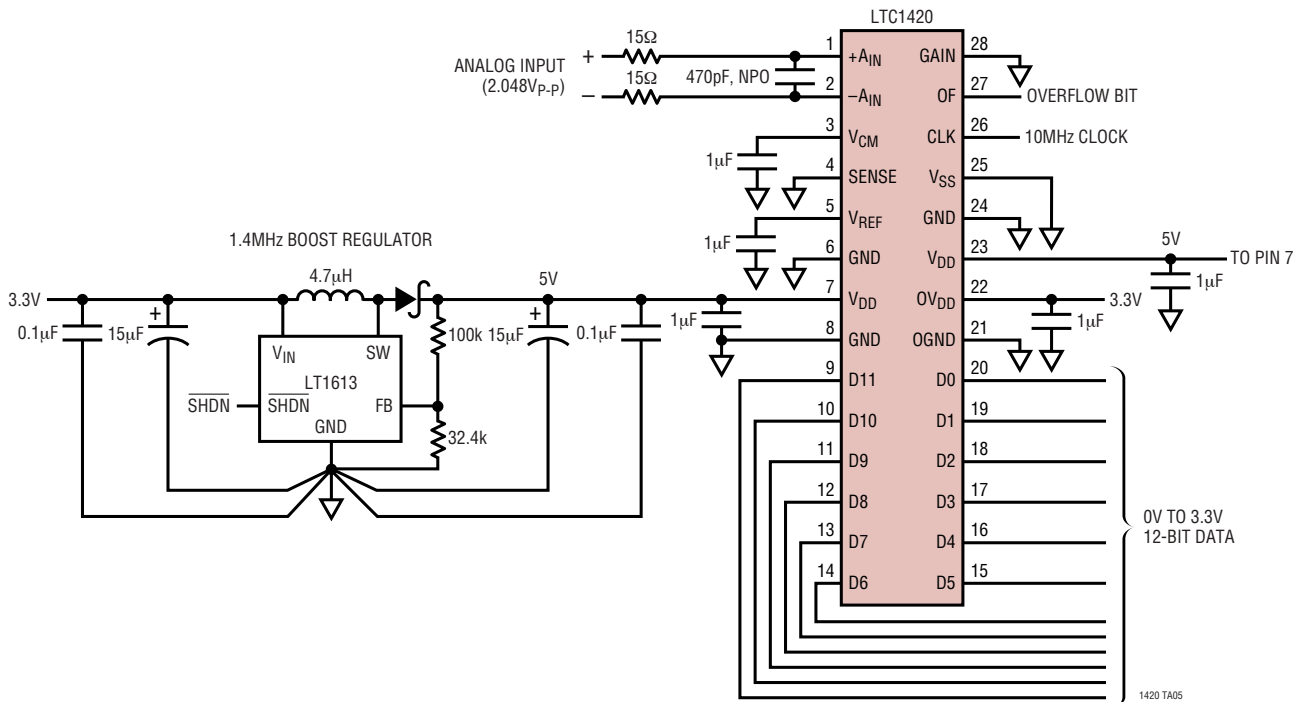 LTC1420
ANALOG INPUT
(2.048VP-P)
+
15Ω
–
15Ω
470pF, NPO
1 +AIN
2 –AIN
3 VCM
1µF
4 SENSE
5 VREF
1µF
6 GND
7 VDD
8 GND
9 D11
10 D10
11 D9
12 D8
13 D7
14 D6
GAIN 28
OF 27 OVERFLOW BIT
CLK 26 10MHz CLOCK
VSS 25
GND 24
VDD 23 5V TO PIN 7
1µF
OVDD 22 3.3V
1µF
OGND 21
D0 20
D1 19
D2 18
D3 17
D4 16
D5 15
0V TO 3.3V
12-BIT DATA
1.4MHz BOOST REGULATOR
3.3V
4.7µH
5V
0.1µF
+
15µF
VIN
SW
LT1613
SHDN
SHDN
FB
GND
100k
32.4k
+
15µF
0.1µF
1µF
1420 TA05